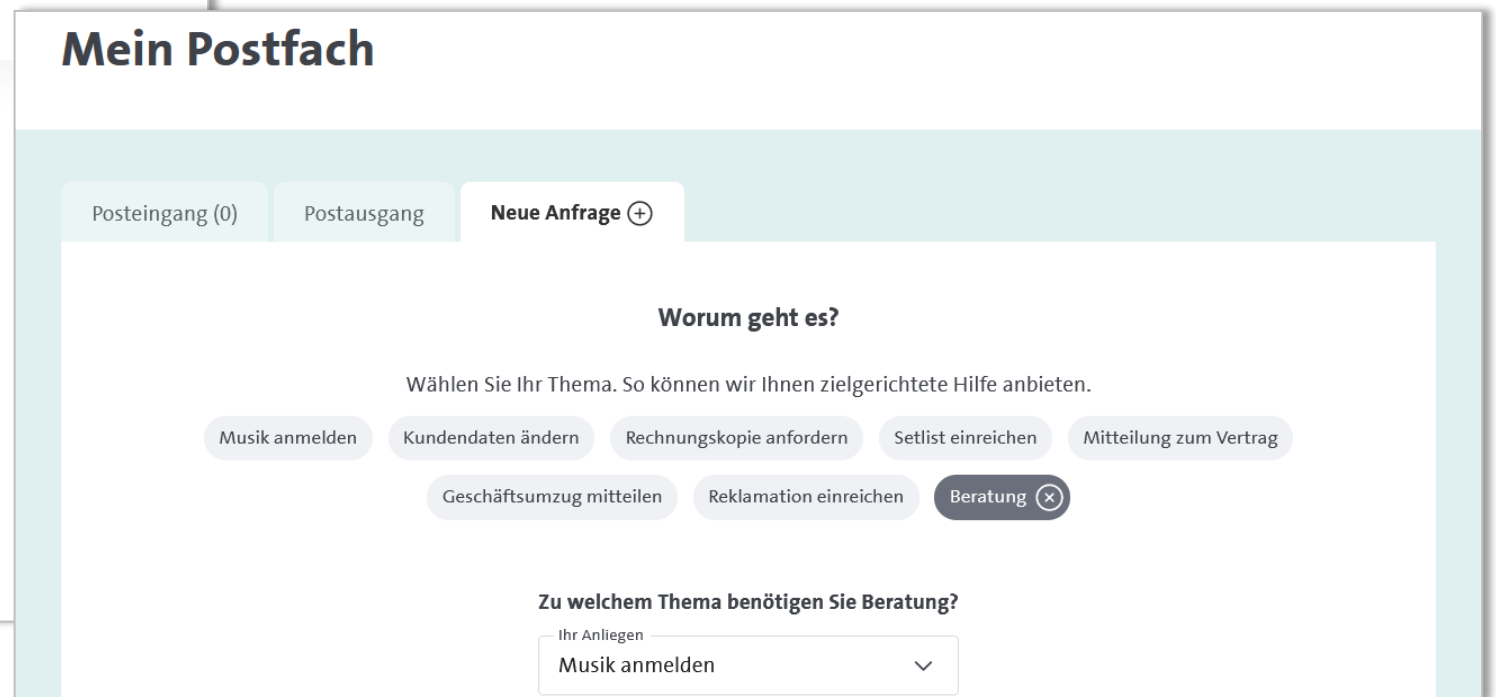 Mein Postfach
Posteingang (0) Postausgang Neue Anfrage
Worum geht es?
Wählen Sie Ihr Thema. So können wir Ihnen zielgerichtete Hilfe anbieten.
Musik anmelden Kundendaten ändern Rechnungskopie anfordern Setlist einreichen Mitteilung zum Vertrag
Geschäftsumzug mitteilen Reklamation einreichen Beratung
Zu welchem Thema benötigen Sie Beratung?
Ihr Anliegen
Musik anmelden